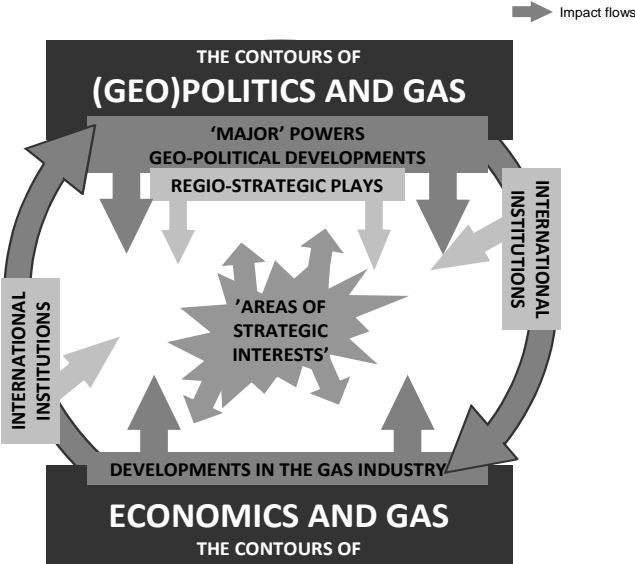 Impact flows
THE CONTOURS OF
(GEO)POLITICS AND GAS
‘MAJOR’ POWERS
GEO-POLITICAL DEVELOPMENTS
REGIO-STRATEGIC PLAYS
INTERNATIONAL
INSTITUTIONS
’AREAS OF
STRATEGIC
INTERESTS’
INTERNATIONAL
INSTITUTIONS
DEVELOPMENTS IN THE GAS INDUSTRY
ECONOMICS AND GAS
THE CONTOURS OF